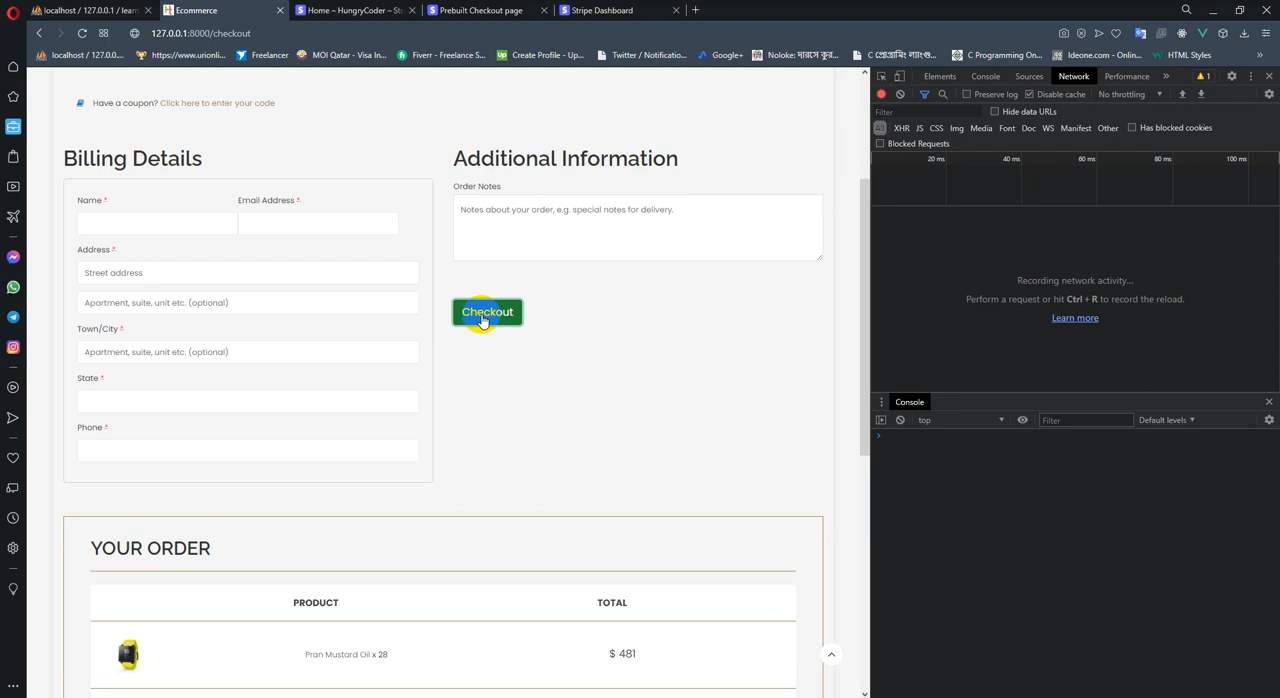 localhost / 127.0.0.1 / learn
Ecommerce
Home – HungryCoder – St
Prebuilt Checkout page
Stripe Dashboard
127.0.0.1:8000/checkout
localhost / 127.0.0....
https://www.urionli...
Freelancer
MOI Qatar - Visa In...
Fiverr - Freelance S...
Create Profile - Up...
Twitter / Notificatio...
Google+
C Programming On...
Ideone.com - Onlin...
HTML Styles
Have a coupon? Click here to enter your code
Billing Details
Name *
Email Address *
Address *
Street address
Apartment, suite, unit etc. (optional)
Town/City *
Apartment, suite, unit etc. (optional)
State *
Phone *
Additional Information
Order Notes
Notes about your order, e.g. special notes for delivery.
Checkout
YOUR ORDER
PRODUCT
TOTAL
Pran Mustard Oil x 28
$ 481
Elements
Console
Sources
Network
Performance
1
Preserve log
Disable cache
No throttling
Filter
Hide data URLs
All
XHR
JS
CSS
Img
Media
Font
Doc
WS
Manifest
Other
Has blocked cookies
Blocked Requests
20 ms
40 ms
60 ms
80 ms
100 ms
Recording network activity...
Perform a request or hit Ctrl + R to record the reload.
Learn more
Console
top
Filter
Default levels